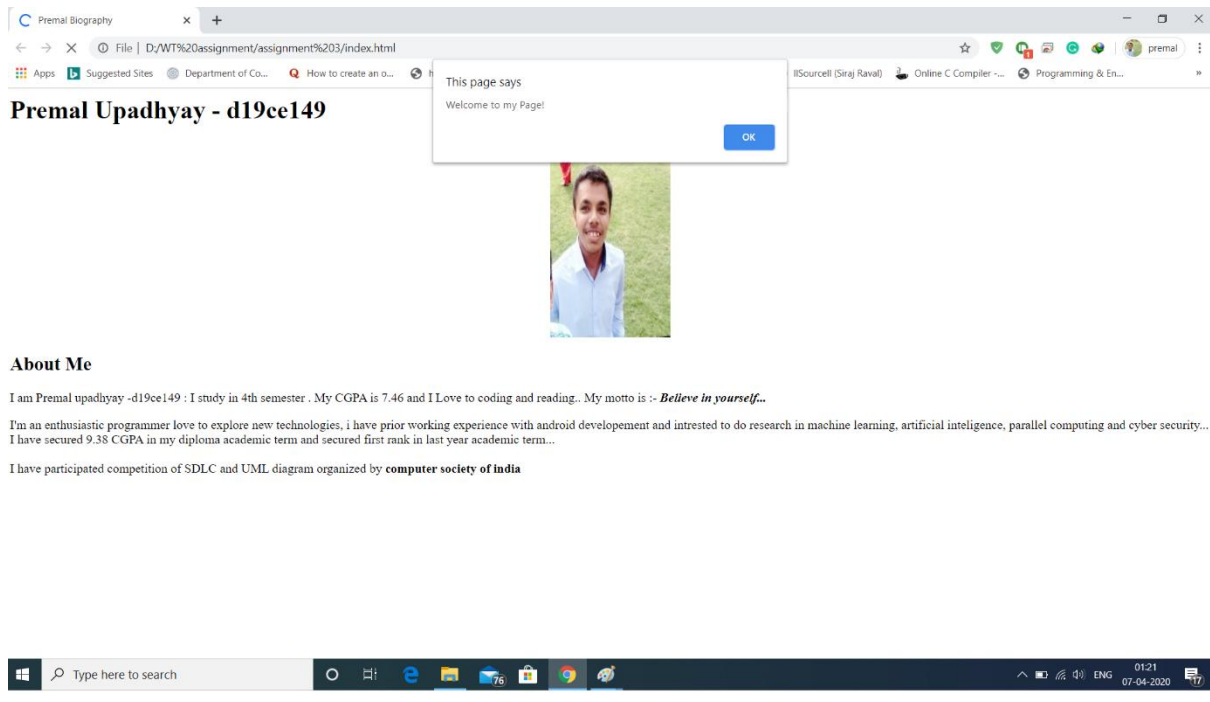 Premal Biography
File | D:/WT%20assignment/assignment%203/index.html
premal
Apps Suggested Sites Department of Co... How to create an o... IISourcell (Siraj Raval) Online C Compiler -... Programming & En... »
This page says
Welcome to my Page!
OK
Premal Upadhyay - d19ce149
About Me
I am Premal upadhyay -d19ce149 : I study in 4th semester . My CGPA is 7.46 and I Love to coding and reading.. My motto is :- Believe in yourself...
I'm an enthusiastic programmer love to explore new technologies, i have prior working experience with android developement and intrested to do research in machine learning, artificial inteligence, parallel computing and cyber security...
I have secured 9.38 CGPA in my diploma academic term and secured first rank in last year academic term...
I have participated competition of SDLC and UML diagram organized by computer society of india
Type here to search 76 ENG 01:21
07-04-2020 17